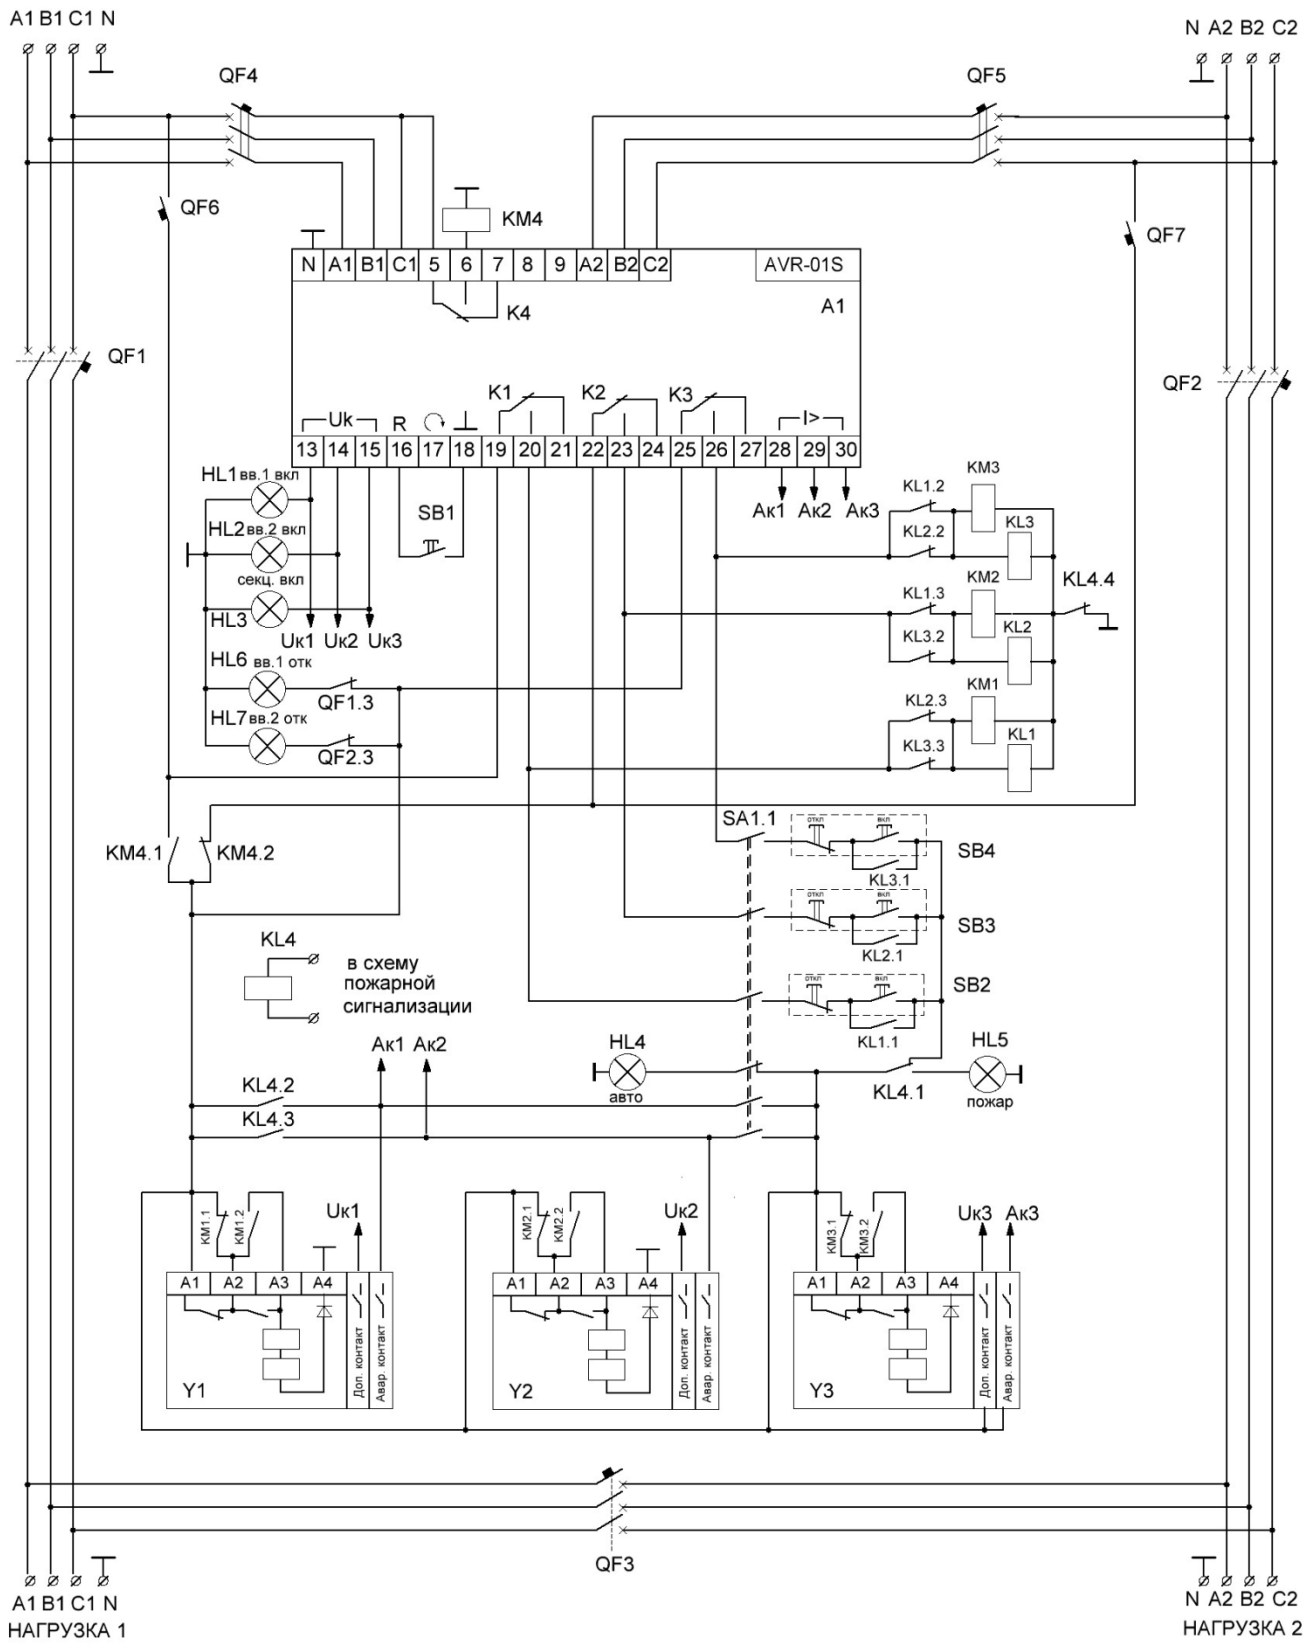 A1 B1 C1 N
N A2 B2 C2
QF4
QF5
QF6
KM4
QF7
N A1 B1 C1 5 6 7 8 9 A2 B2 C2
AVR-01S
A1
K4
QF1
QF2
K1
K2
K3
Uk
R
I>
13 14 15 16 17 18 19 20 21 22 23 24 25 26 27 28 29 30
HL1 вв.1 вкл
HL2 вв.2 вкл
секц. вкл
HL3
SB1
Ак1 Ак2 Ак3
Uк1 Uк2 Uк3
KL1.2
KM3
KL3
KL2.2
KM2
KL4.4
KL1.3
KL2
KL3.2
KM1
KL2.3
KL1
KL3.3
HL6 вв.1 отк
QF1.3
HL7 вв.2 отк
QF2.3
KM4.1
KM4.2
SA1.1
откл
вкл
SB4
KL3.1
откл
вкл
SB3
KL2.1
откл
вкл
SB2
KL1.1
KL4
в схему
пожарной
сигнализации
Ак1 Ак2
HL4
авто
HL5
пожар
KL4.1
KL4.2
KL4.3
KM1.1
KM1.2
Uк1
KM2.1
KM2.2
Uк2
KM3.1
KM3.2
Uк3 Ак3
A1 A2 A3 A4
Доп. контакт
Авар. контакт
Y1
A1 A2 A3 A4
Доп. контакт
Авар. контакт
Y2
A1 A2 A3 A4
Доп. контакт
Авар. контакт
Y3
QF3
A1 B1 C1 N
НАГРУЗКА 1
N A2 B2 C2
НАГРУЗКА 2